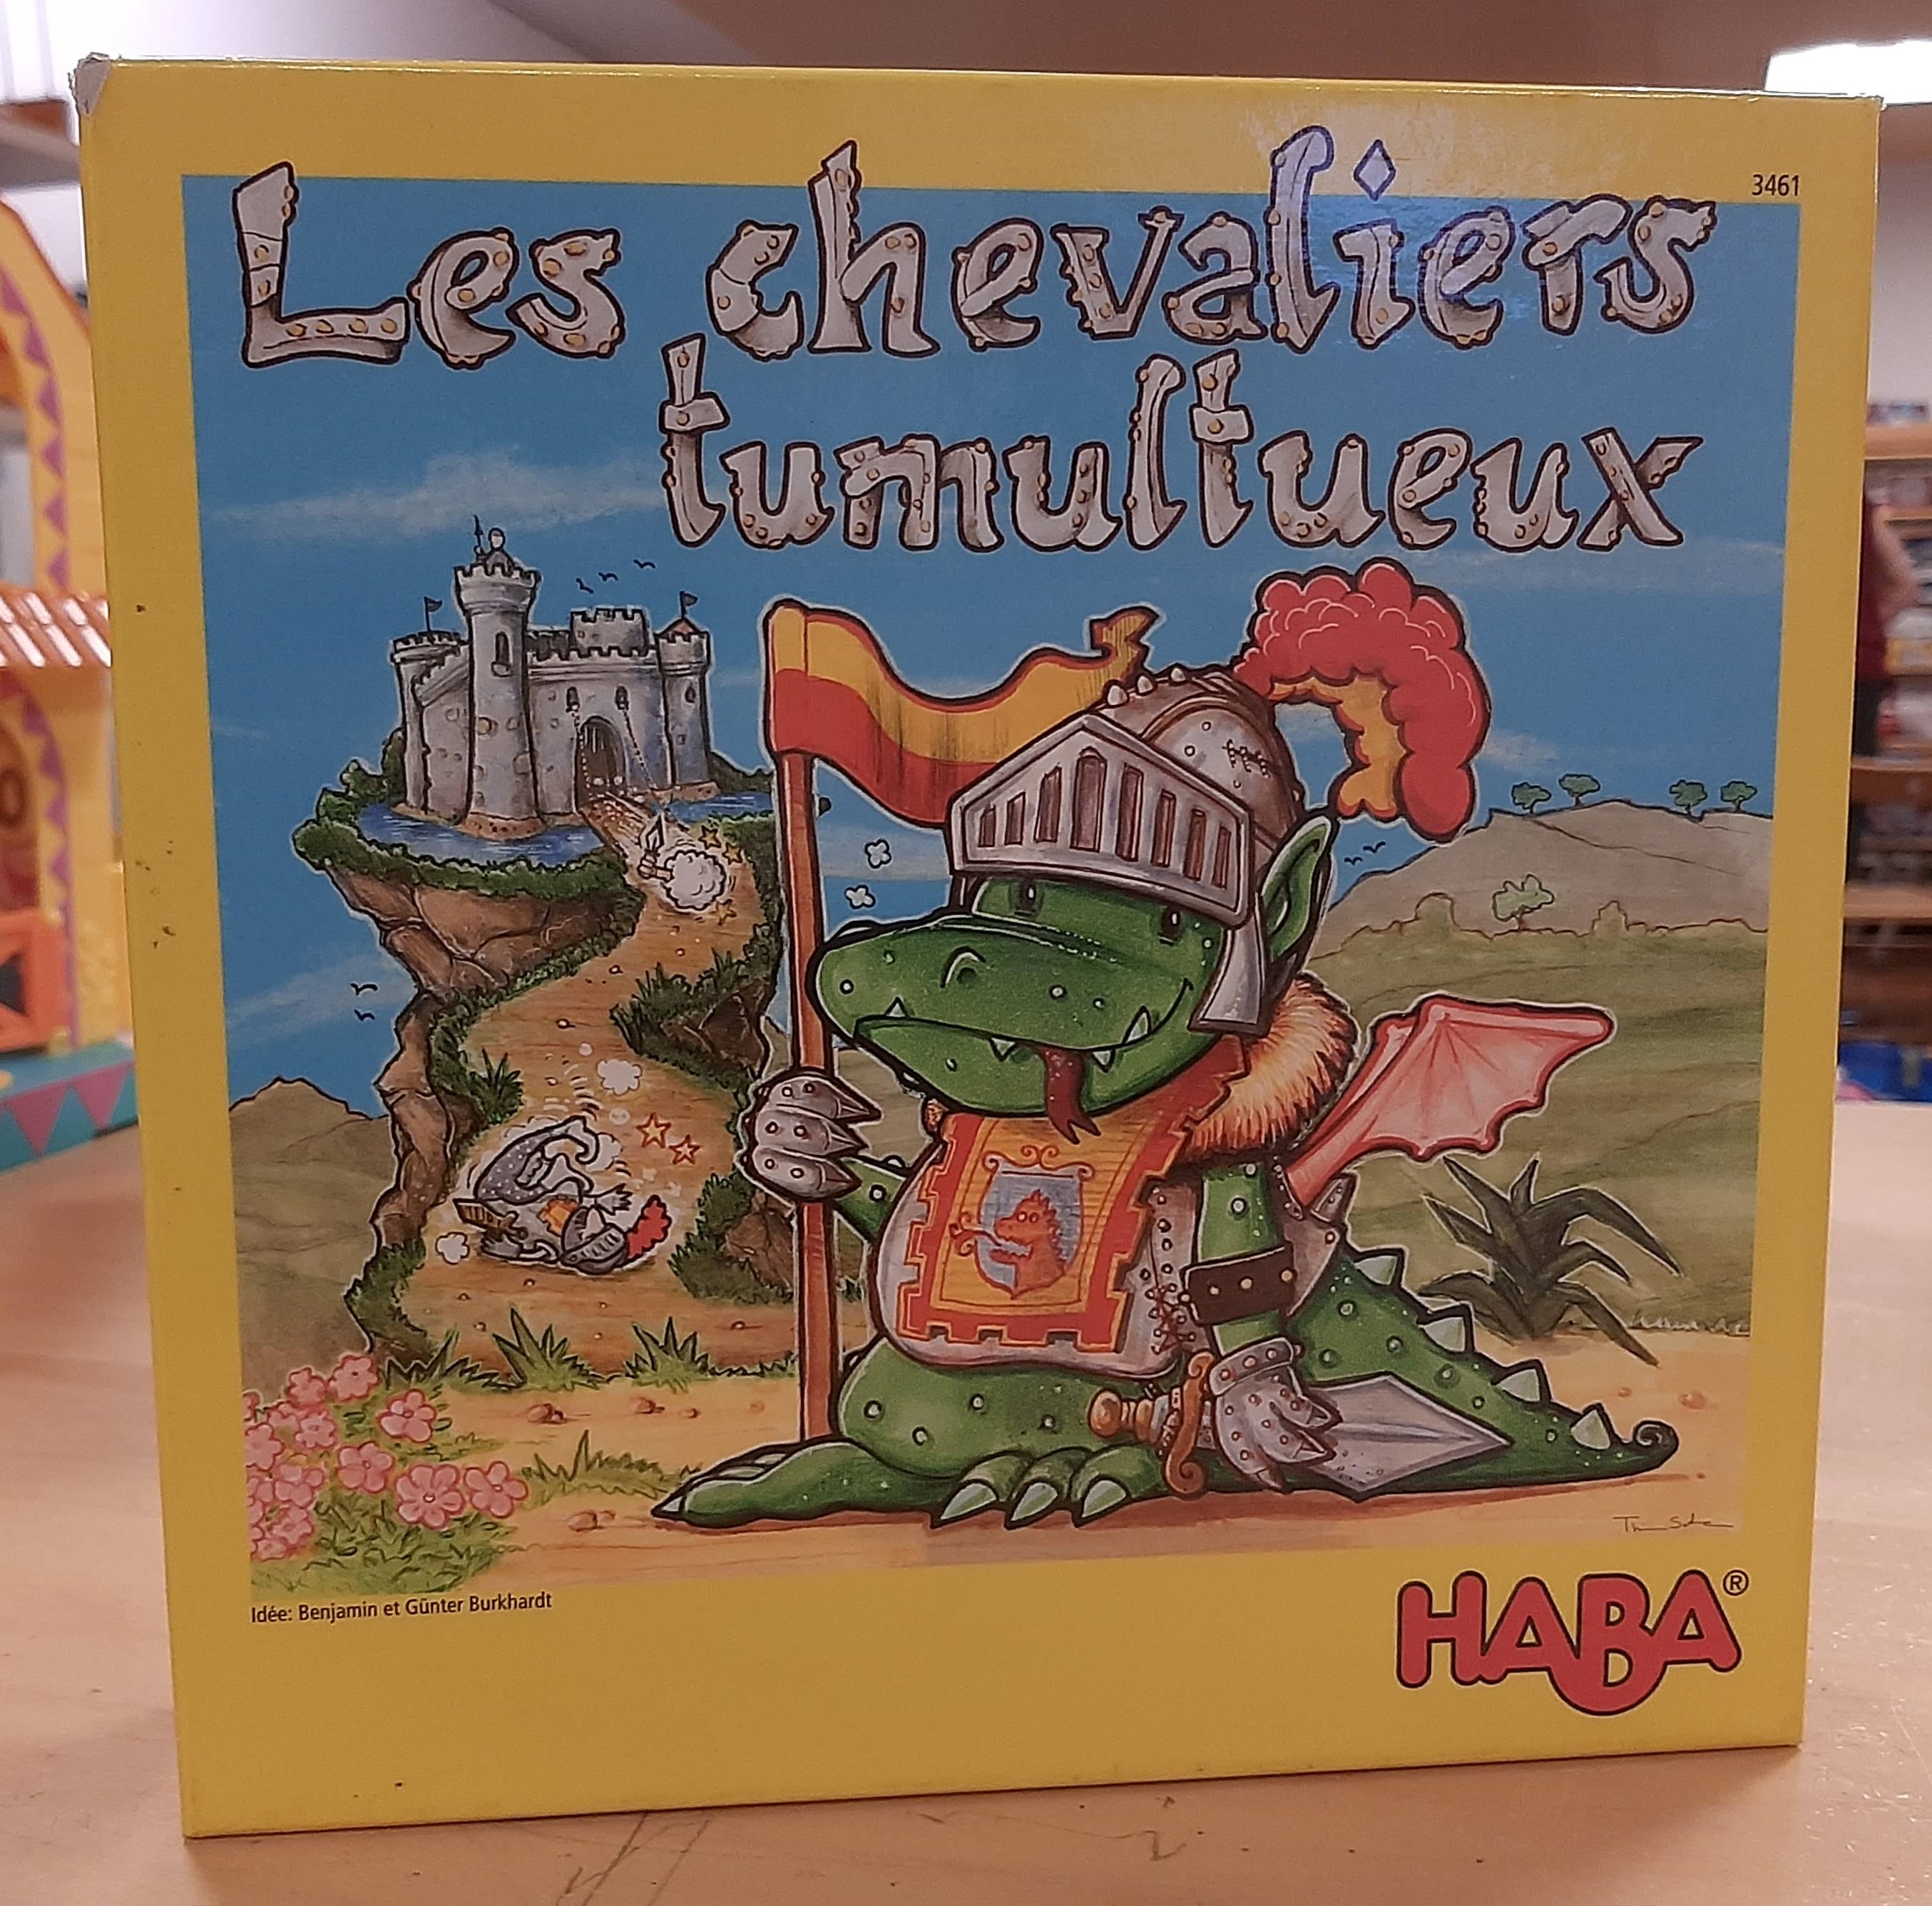 3461
Les chevaliers
tumultueux
Idée: Benjamin et Günter Burkhardt
HABA®